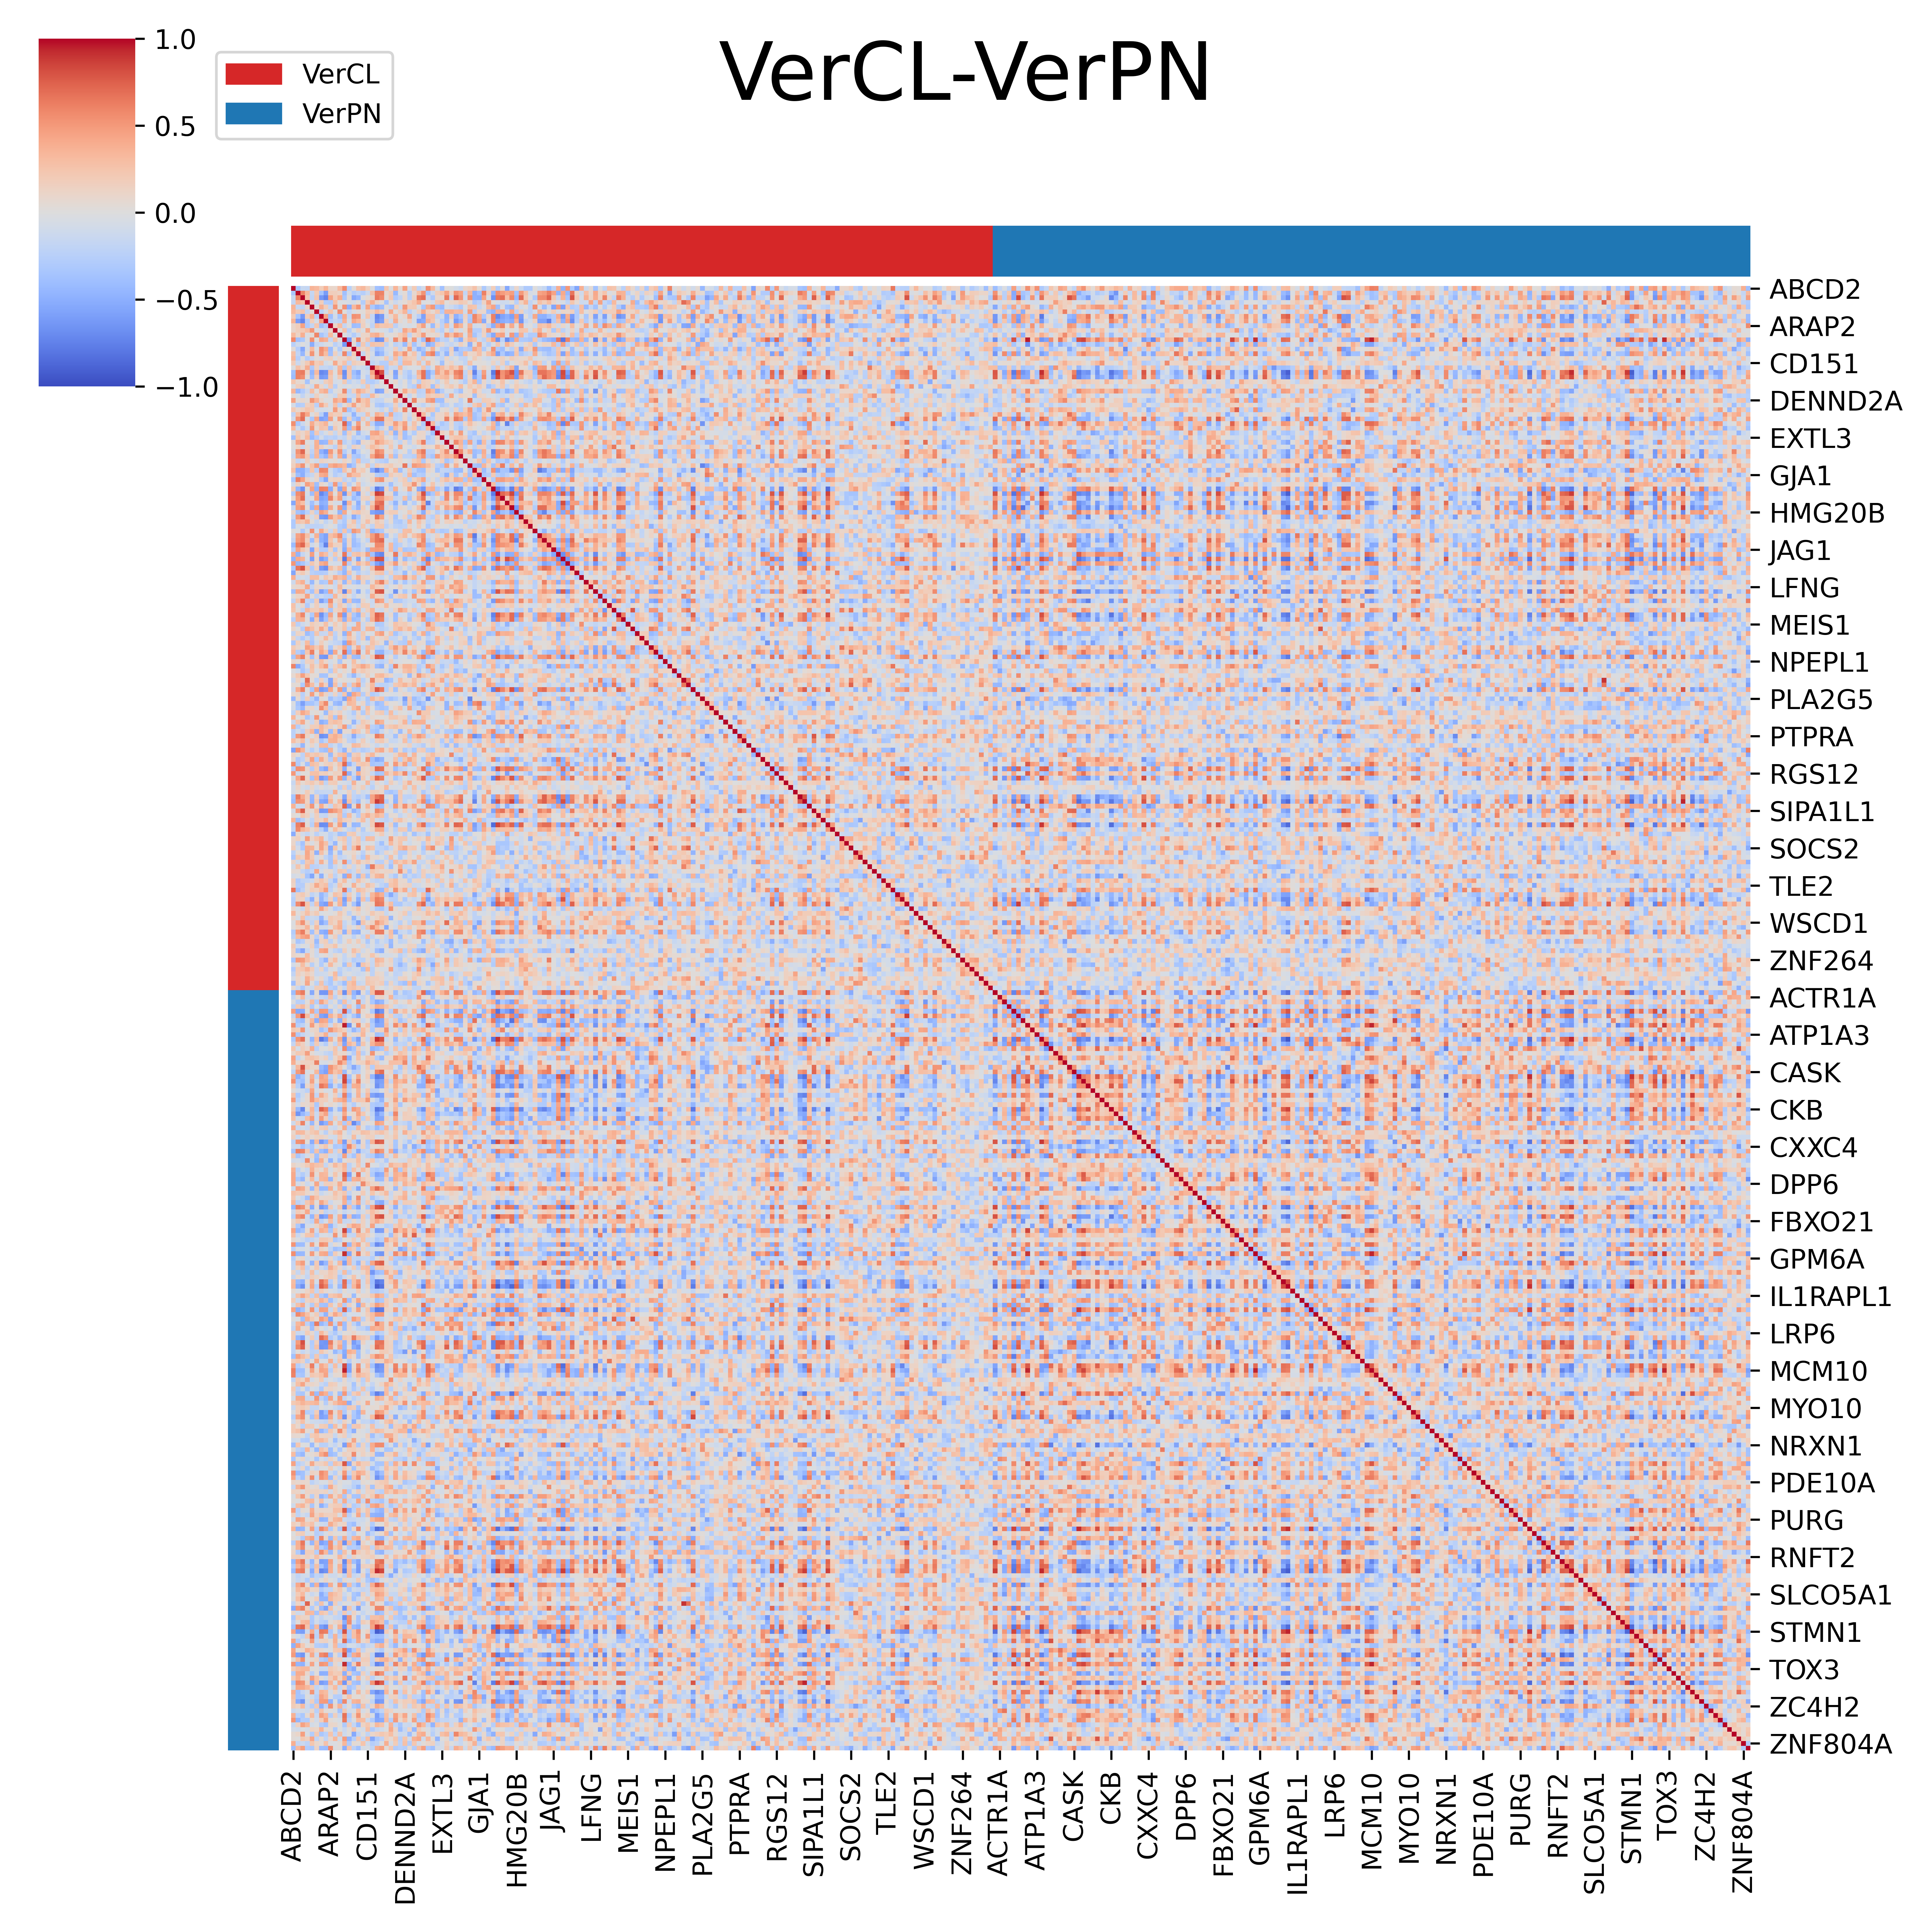 VerCL-VerPN
1.0
0.5
0.0
−0.5
−1.0
VerCL
VerPN
ABCD2
ARAP2
CD151
DENND2A
EXTL3
GJA1
HMG20B
JAG1
LFNG
MEIS1
NPEPL1
PLA2G5
PTPRA
RGS12
SIPA1L1
SOCS2
TLE2
WSCD1
ZNF264
ACTR1A
ATP1A3
CASK
CKB
CXXC4
DPP6
FBXO21
GPM6A
IL1RAPL1
LRP6
MCM10
MYO10
NRXN1
PDE10A
PURG
RNFT2
SLCO5A1
STMN1
TOX3
ZC4H2
ZNF804A
ABCD2
ARAP2
CD151
DENND2A
EXTL3
GJA1
HMG20B
JAG1
LFNG
MEIS1
NPEPL1
PLA2G5
PTPRA
RGS12
SIPA1L1
SOCS2
TLE2
WSCD1
ZNF264
ACTR1A
ATP1A3
CASK
CKB
CXXC4
DPP6
FBXO21
GPM6A
IL1RAPL1
LRP6
MCM10
MYO10
NRXN1
PDE10A
PURG
RNFT2
SLCO5A1
STMN1
TOX3
ZC4H2
ZNF804A